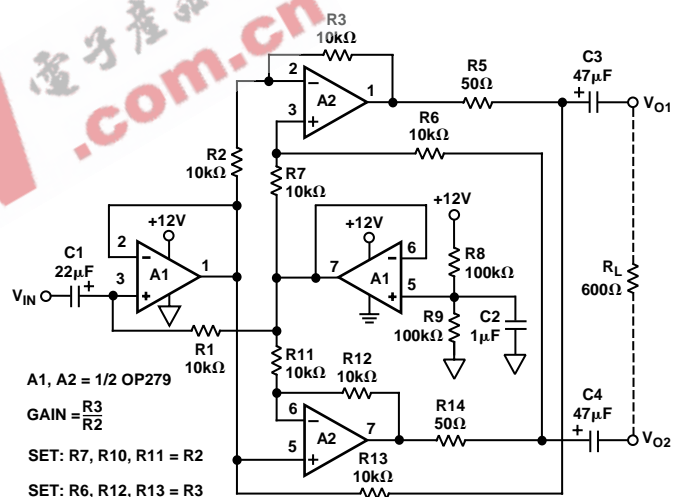 電子產品
.com.cn
R3
10kΩ
2
A2
1
3
R5
50Ω
C3
47μF
VO1
R6
10kΩ
R2
10kΩ
R7
10kΩ
+12V
+12V
+12V
2
A1
1
3
7
A1
6
5
R8
100kΩ
RL
600Ω
C1
22μF
VIN
R9
100kΩ
C2
1μF
R1
10kΩ
R11
10kΩ
R12
10kΩ
6
A2
7
5
R14
50Ω
C4
47μF
VO2
R13
10kΩ
A1, A2 = 1/2 OP279
GAIN = R3
R2
SET: R7, R10, R11 = R2
SET: R6, R12, R13 = R3